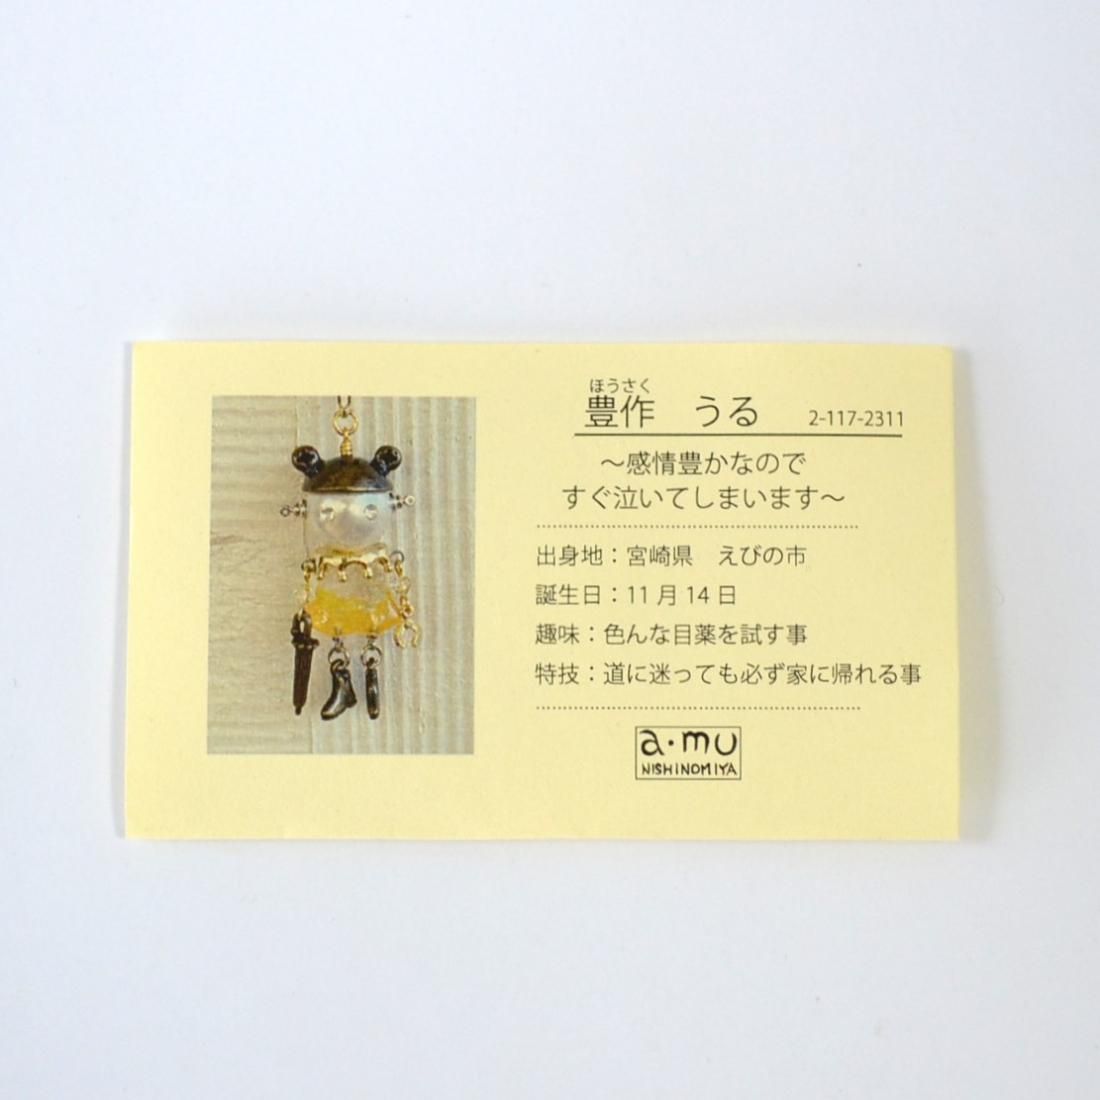 ほうさく
豊作　うる　2-117-2311
～感情豊かなので
すぐ泣いてしまいます～
出身地：宮崎県　えびの市
誕生日：11月14日
趣味：色んな目薬を試す事
特技：道に迷っても必ず家に帰れる事
a・mu
NISHINOMIYA